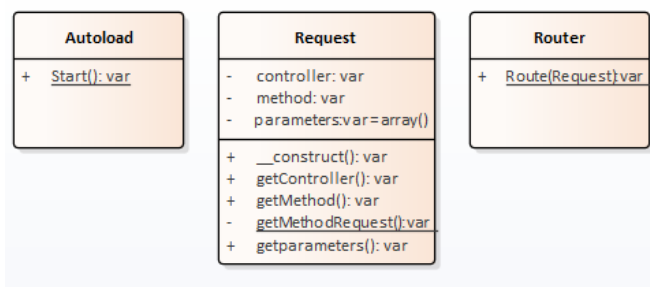 Autoload
+ Start(): var
Request
- controller: var
- method: var
- parameters:var=array()
+ __construct(): var
+ getController(): var
+ getMethod(): var
- getMethodRequest():var
+ getparameters(): var
Router
+ Route(Request):var